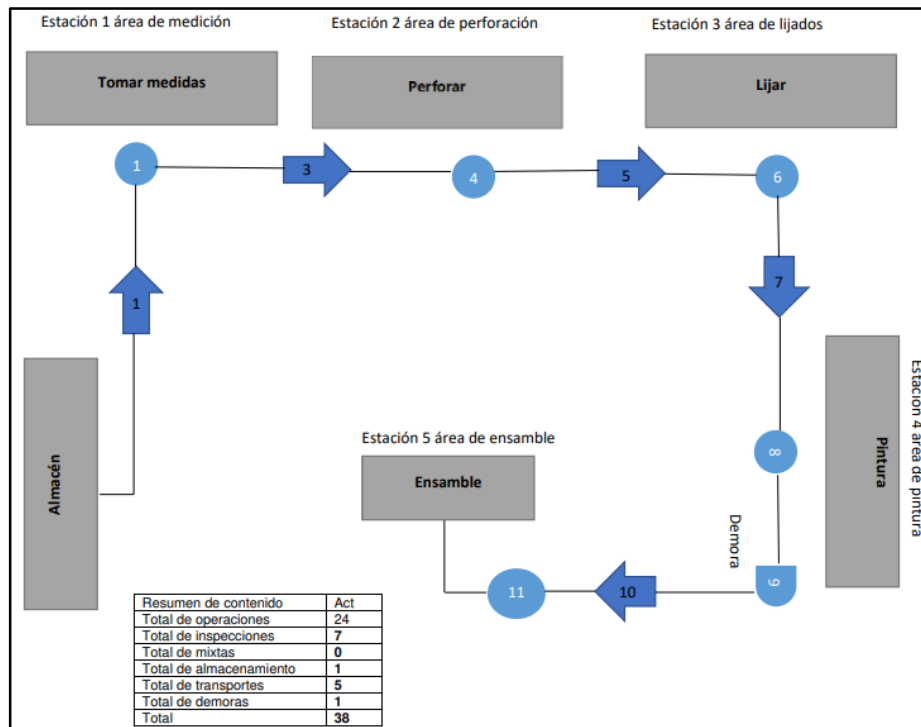 Estación 1 área de medición
Estación 2 área de perforación
Estación 3 área de lijados
Tomar medidas
Perforar
Lijar
1
3
4
5
6
1
7
Almacén
Estación 5 área de ensamble
Ensamble
8
Pintura
Estación 4 área de pintura
Demora
9
10
11
Resumen de contenido Act
Total de operaciones 24
Total de inspecciones 7
Total de mixtas 0
Total de almacenamiento 1
Total de transportes 5
Total de demoras 1
Total 38